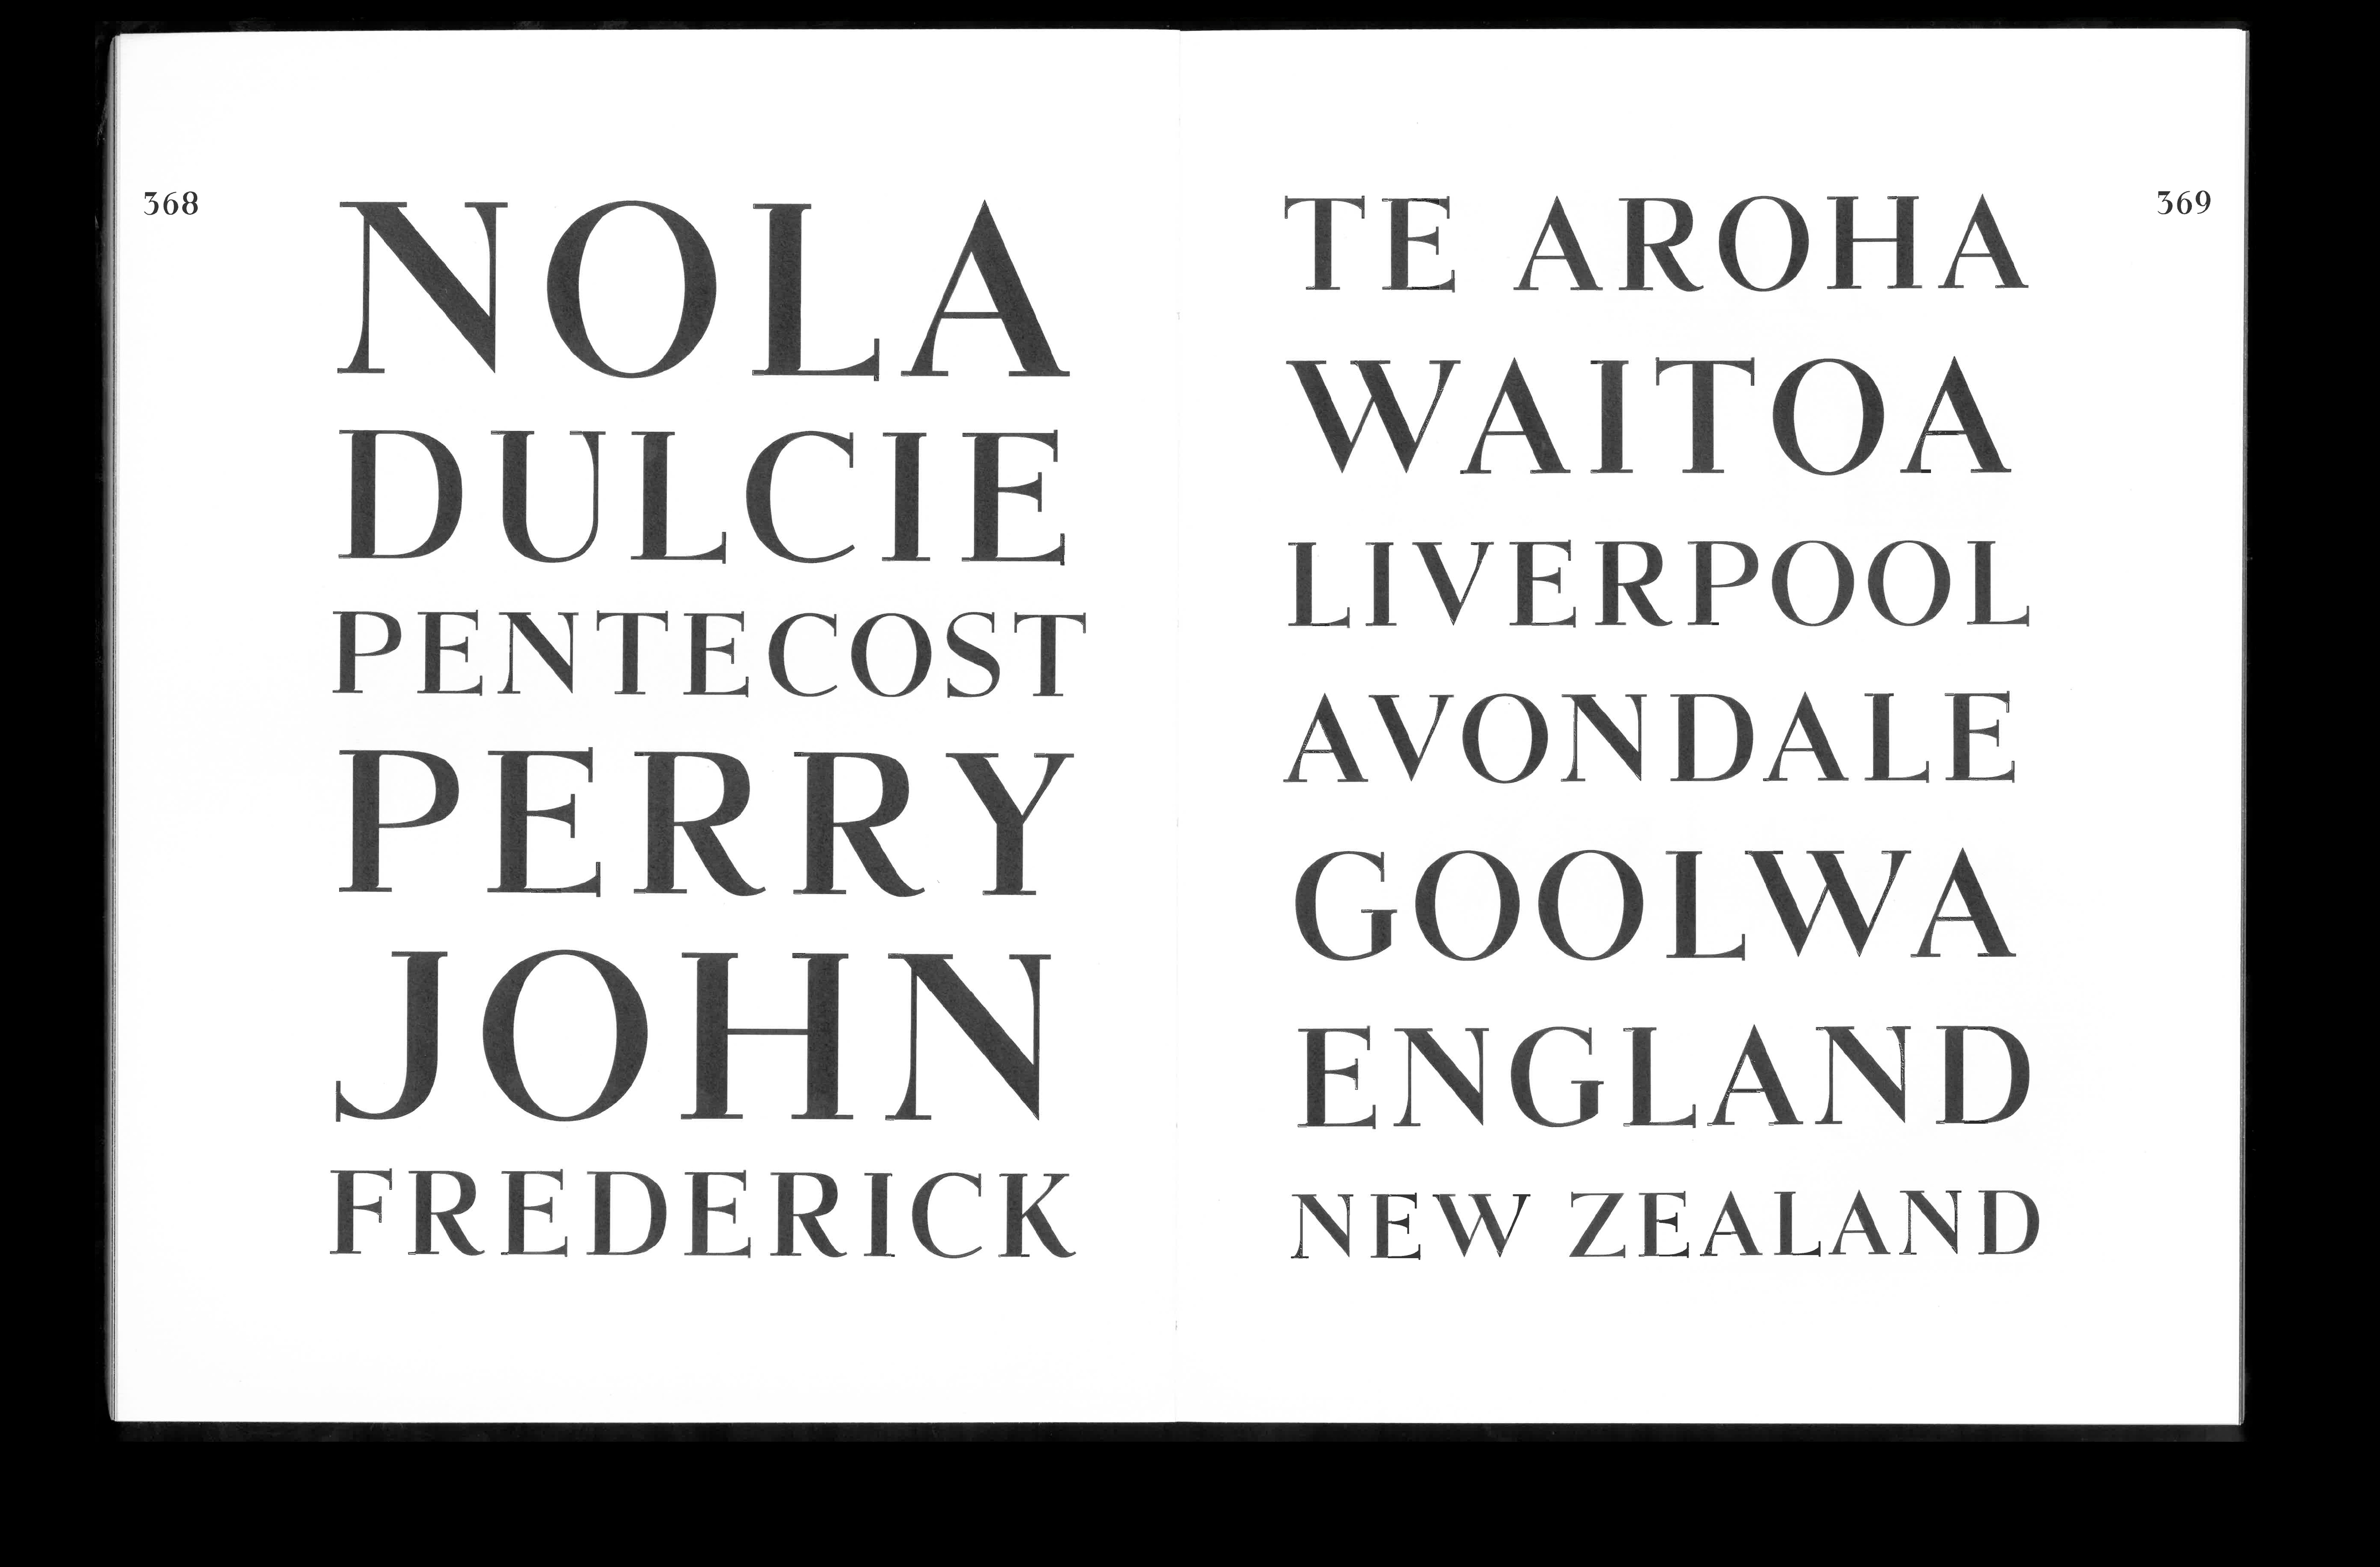 368
NOLA
DULCIE
PENTECOST
PERRY
JOHN
FREDERICK
369
TE AROHA
WAITOA
LIVERPOOL
AVONDALE
GOOLWA
ENGLAND
NEW ZEALAND